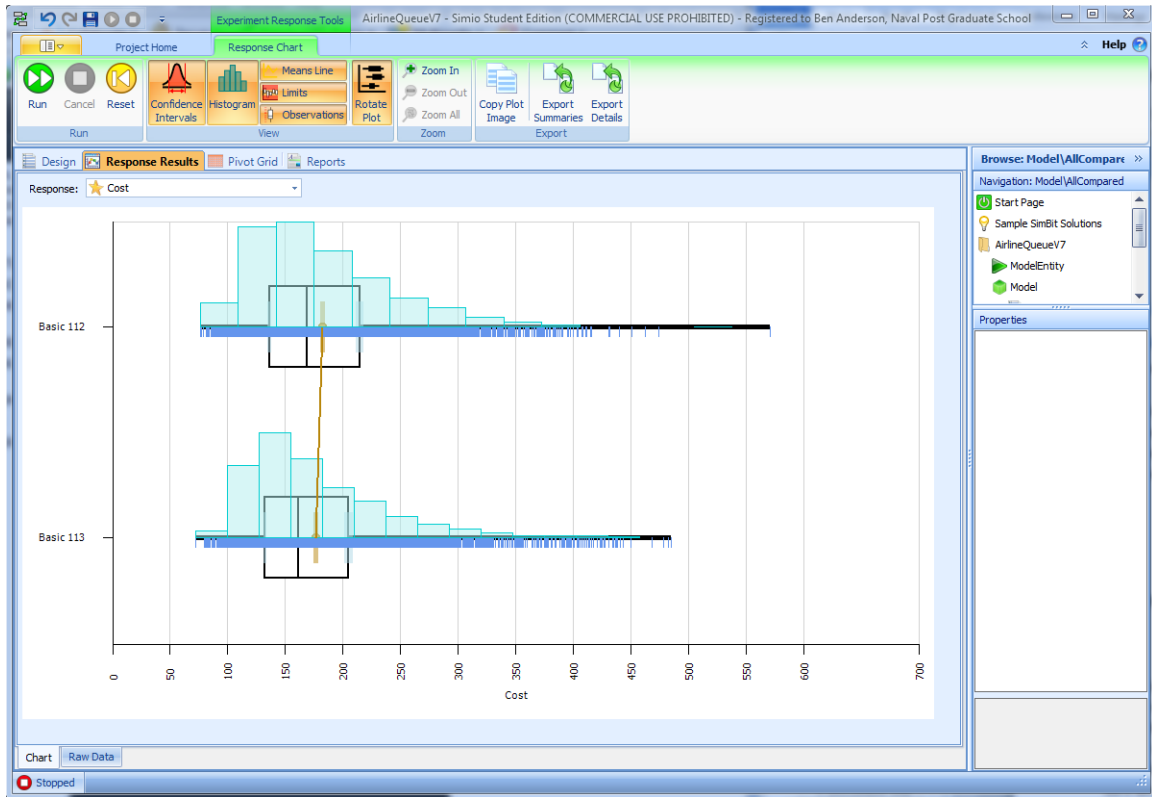 Experiment Response Tools
AirlineQueueV7 - Simio Student Edition (COMMERCIAL USE PROHIBITED) - Registered to Ben Anderson, Naval Post Graduate School
Project Home
Response Chart
Help
Run
Cancel
Reset
Confidence Intervals
Histogram
Means Line
Limits
Observations
Rotate Plot
Zoom In
Zoom Out
Zoom All
Copy Plot Image
Export Summaries
Export Details
Run
View
Zoom
Export
Design
Response Results
Pivot Grid
Reports
Response:
Cost
Basic 112
Basic 113
0 50 100 150 200 250 300 350 400 450 500 550 600 700
Cost
Chart
Raw Data
Stopped
Browse: Model\AllCompare
Navigation: Model\AllCompared
Start Page
Sample SimBit Solutions
AirlineQueueV7
ModelEntity
Model
Properties